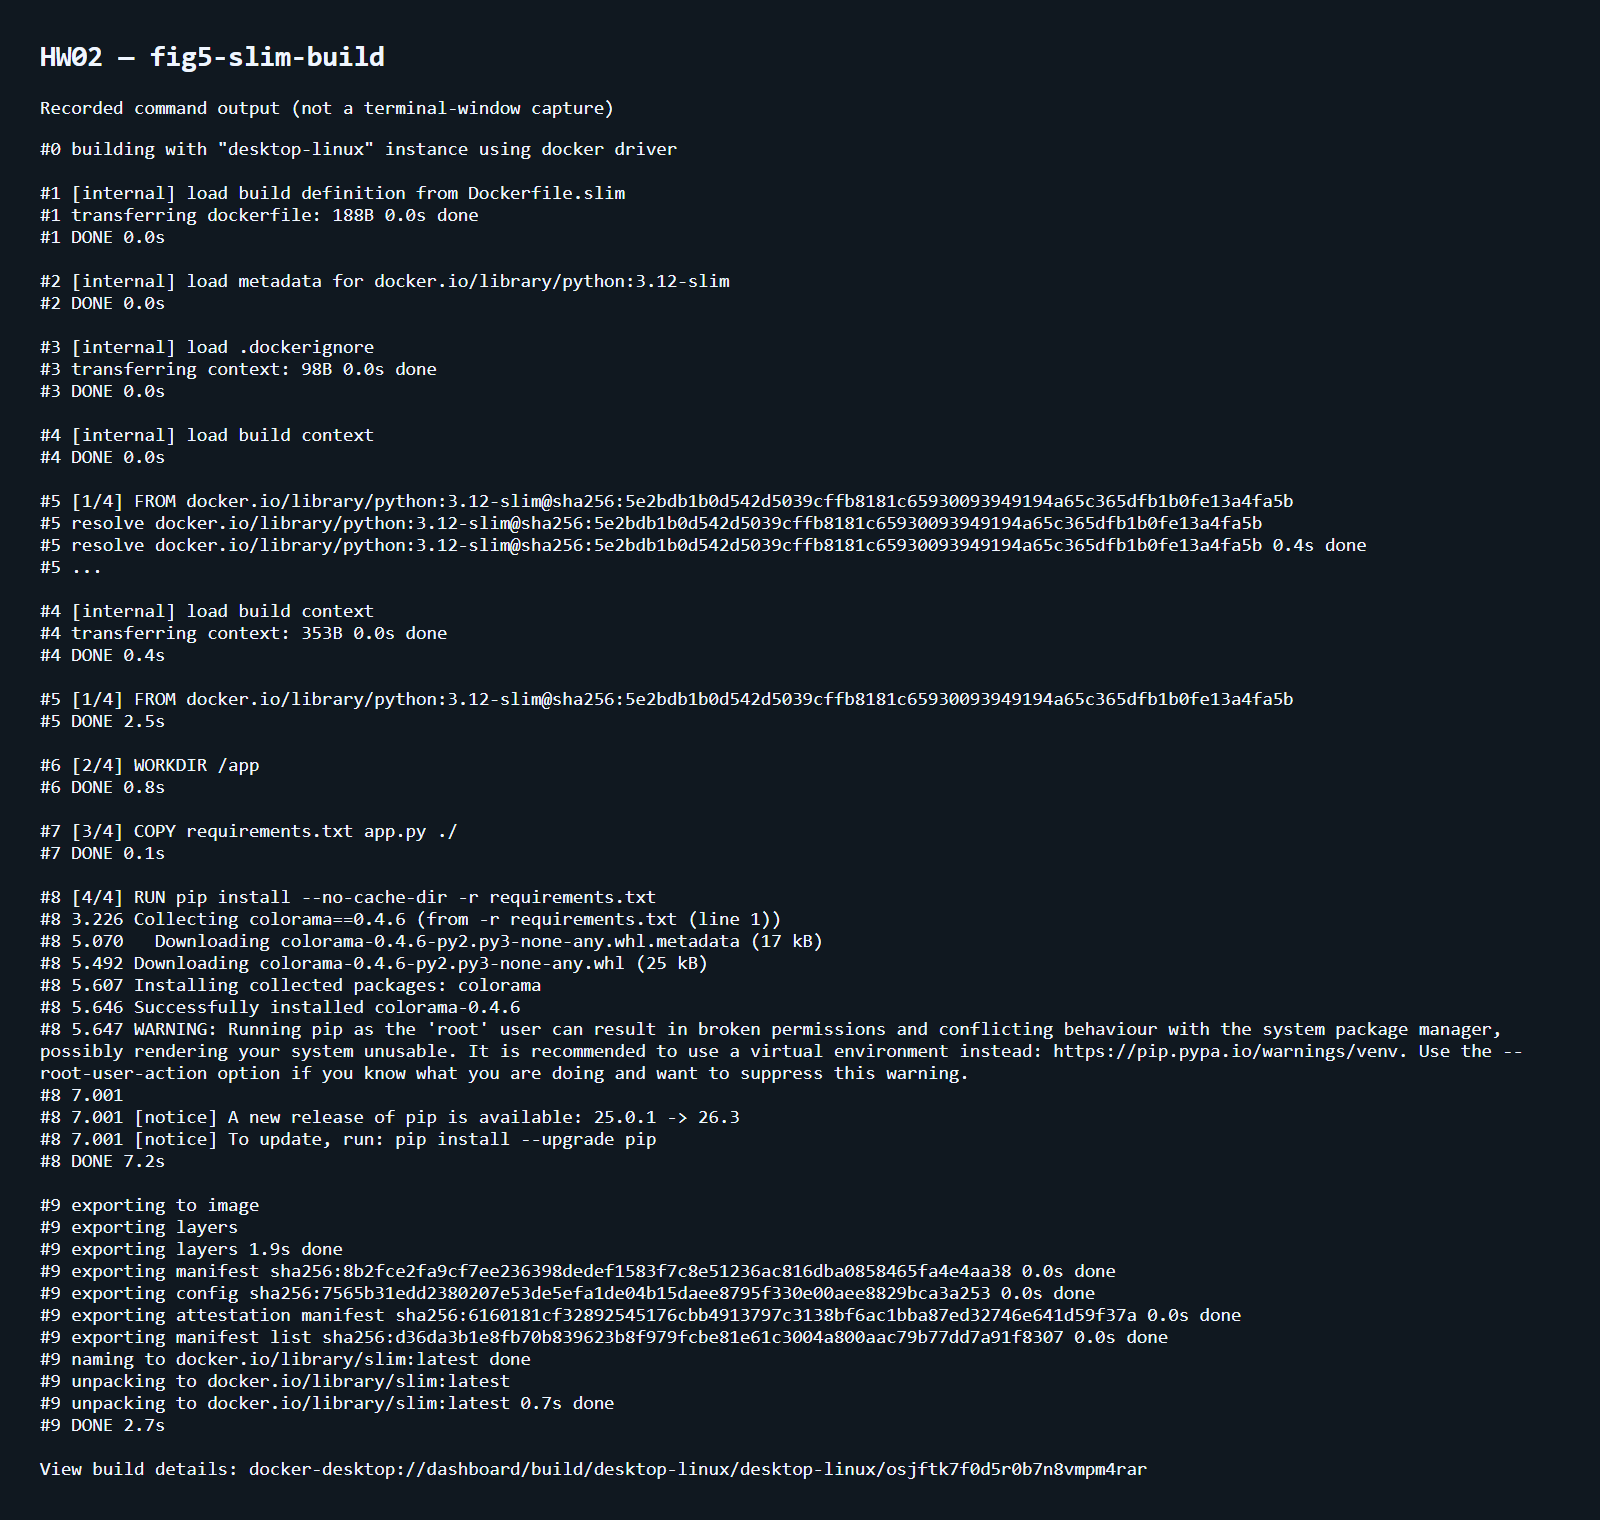 HW02 — fig5-slim-build
Recorded command output (not a terminal-window capture)
#0 building with "desktop-linux" instance using docker driver
#1 [internal] load build definition from Dockerfile.slim
#1 transferring dockerfile: 188B 0.0s done
#1 DONE 0.0s
#2 [internal] load metadata for docker.io/library/python:3.12-slim
#2 DONE 0.0s
#3 [internal] load .dockerignore
#3 transferring context: 98B 0.0s done
#3 DONE 0.0s
#4 [internal] load build context
#4 DONE 0.0s
#5 [1/4] FROM docker.io/library/python:3.12-slim@sha256:5e2bdb1b0d542d5039cffb8181c65930093949194a65c365dfb1b0fe13a4fa5b
#5 resolve docker.io/library/python:3.12-slim@sha256:5e2bdb1b0d542d5039cffb8181c65930093949194a65c365dfb1b0fe13a4fa5b
#5 resolve docker.io/library/python:3.12-slim@sha256:5e2bdb1b0d542d5039cffb8181c65930093949194a65c365dfb1b0fe13a4fa5b 0.4s done
#5 ...
#4 [internal] load build context
#4 transferring context: 353B 0.0s done
#4 DONE 0.4s
#5 [1/4] FROM docker.io/library/python:3.12-slim@sha256:5e2bdb1b0d542d5039cffb8181c65930093949194a65c365dfb1b0fe13a4fa5b
#5 DONE 2.5s
#6 [2/4] WORKDIR /app
#6 DONE 0.8s
#7 [3/4] COPY requirements.txt app.py ./
#7 DONE 0.1s
#8 [4/4] RUN pip install --no-cache-dir -r requirements.txt
#8 3.226 Collecting colorama==0.4.6 (from -r requirements.txt (line 1))
#8 5.070   Downloading colorama-0.4.6-py2.py3-none-any.whl.metadata (17 kB)
#8 5.492 Downloading colorama-0.4.6-py2.py3-none-any.whl (25 kB)
#8 5.607 Installing collected packages: colorama
#8 5.646 Successfully installed colorama-0.4.6
#8 5.647 WARNING: Running pip as the 'root' user can result in broken permissions and conflicting behaviour with the system package manager,
possibly rendering your system unusable. It is recommended to use a virtual environment instead: https://pip.pypa.io/warnings/venv. Use the --
root-user-action option if you know what you are doing and want to suppress this warning.
#8 7.001
#8 7.001 [notice] A new release of pip is available: 25.0.1 -> 26.3
#8 7.001 [notice] To update, run: pip install --upgrade pip
#8 DONE 7.2s
#9 exporting to image
#9 exporting layers
#9 exporting layers 1.9s done
#9 exporting manifest sha256:8b2fce2fa9cf7ee236398dedef1583f7c8e51236ac816dba0858465fa4e4aa38 0.0s done
#9 exporting config sha256:7565b31edd2380207e53de5efa1de04b15daee8795f330e00aee8829bca3a253 0.0s done
#9 exporting attestation manifest sha256:6160181cf32892545176cbb4913797c3138bf6ac1bba87ed32746e641d59f37a 0.0s done
#9 exporting manifest list sha256:d36da3b1e8fb70b839623b8f979fcbe81e61c3004a800aac79b77dd7a91f8307 0.0s done
#9 naming to docker.io/library/slim:latest done
#9 unpacking to docker.io/library/slim:latest
#9 unpacking to docker.io/library/slim:latest 0.7s done
#9 DONE 2.7s
View build details: docker-desktop://dashboard/build/desktop-linux/desktop-linux/osjftk7f0d5r0b7n8vmpm4rar